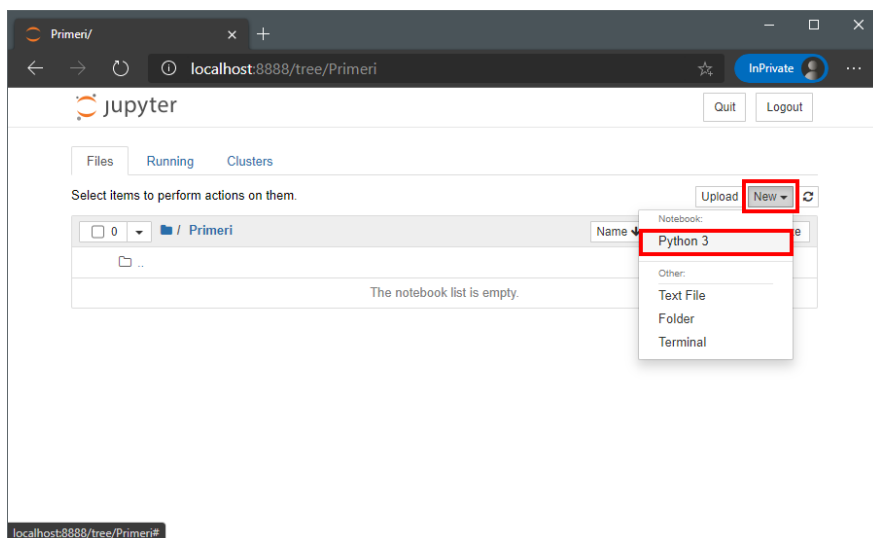 Primeri/
localhost:8888/tree/Primeri
InPrivate
jupyter
Quit Logout
Files Running Clusters
Select items to perform actions on them.
Upload New
0 / Primeri
Name
e
Notebook:
Python 3
..
The notebook list is empty.
Other:
Text File
Folder
Terminal
localhost:8888/tree/Primeri#